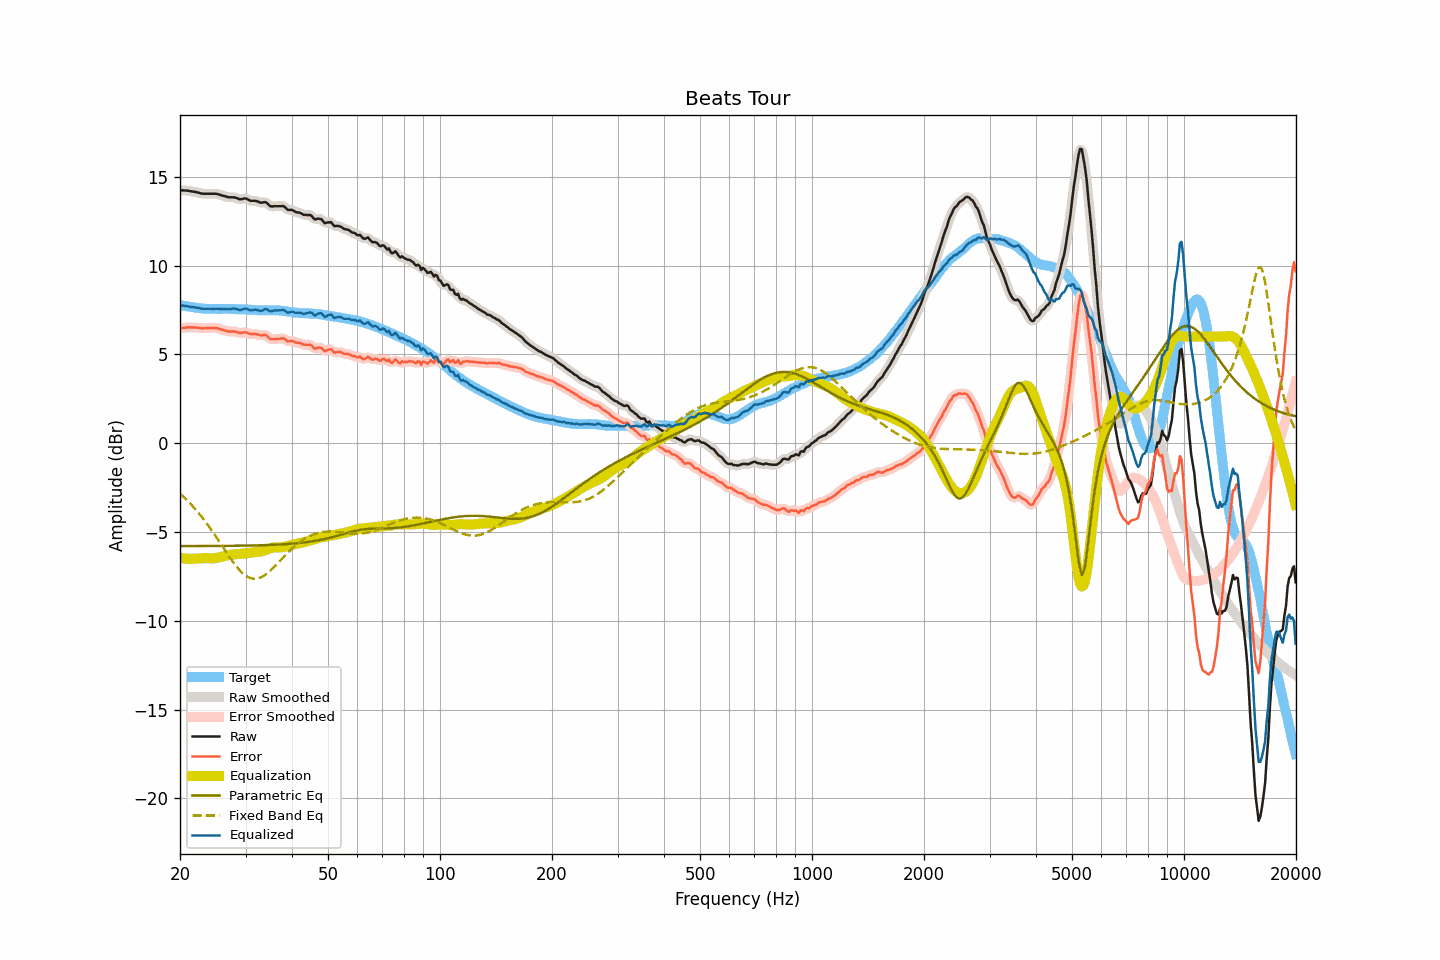 Beats Tour
Amplitude (dBr)
15
10
5
0
−5
−10
−15
−20
Target
Raw Smoothed
Error Smoothed
Raw
Error
Equalization
Parametric Eq
Fixed Band Eq
Equalized
20 50 100 200 500 1000 2000 5000 10000 20000
Frequency (Hz)